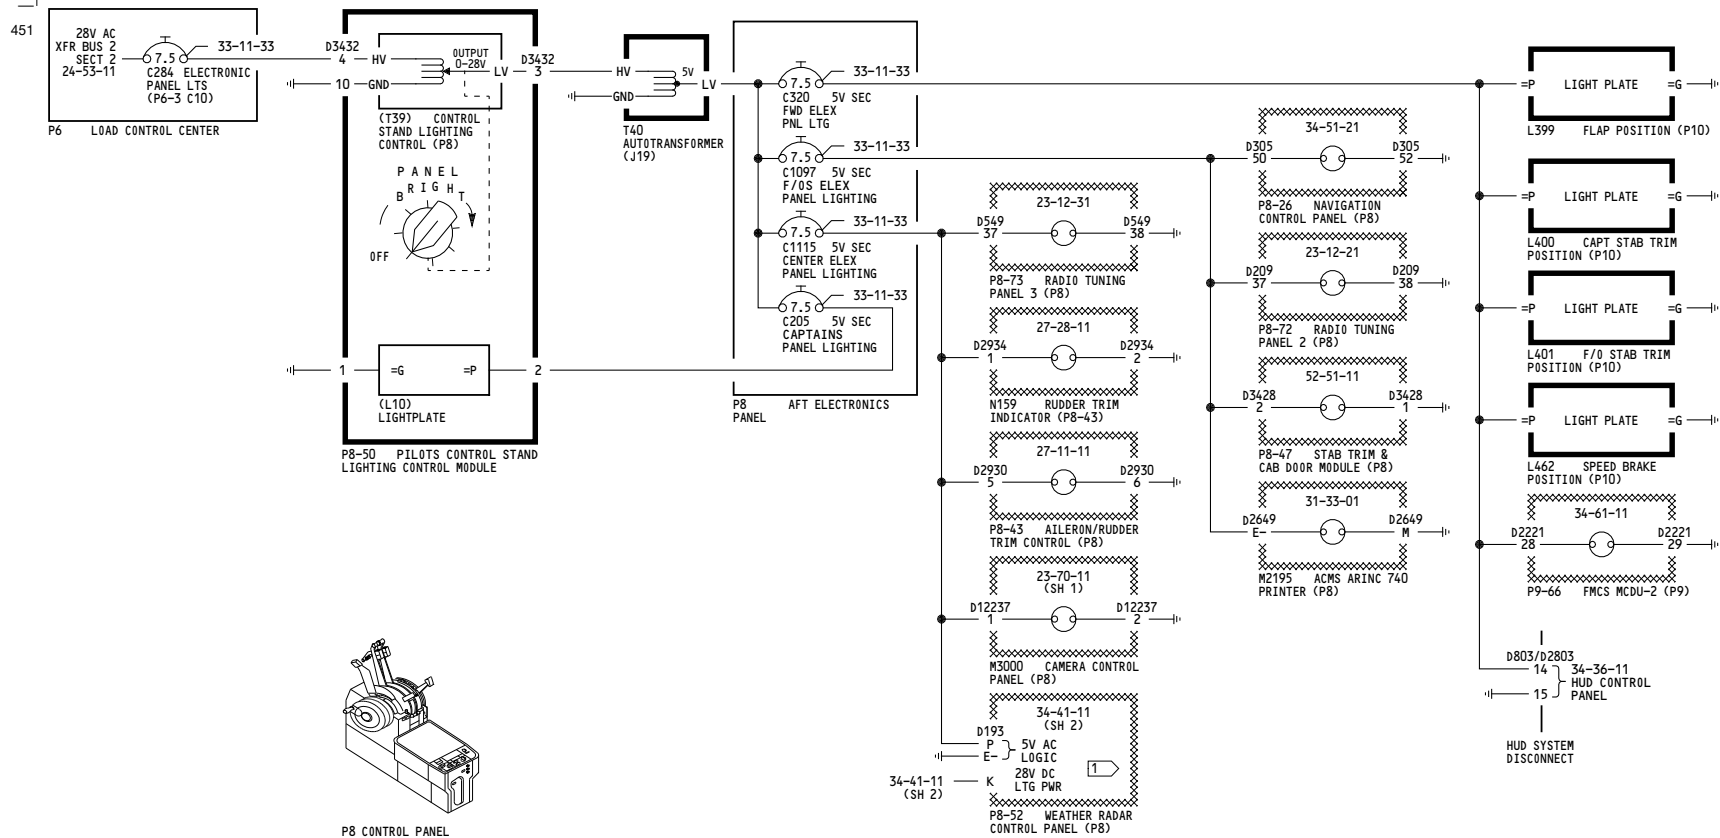 451
28V AC
XFR BUS 2
SECT 2
24-53-11
7.5
33-11-33
C284 ELECTRONIC
PANEL LTS
(P6-3 C10)
P6 LOAD CONTROL CENTER
D3432
4
HV
10
GND
OUTPUT
0-28V
LV
D3432
3
(T39) CONTROL
STAND LIGHTING
CONTROL (P8)
PANEL
BRIGHT
OFF
1
=G
=P
2
(L10)
LIGHTPLATE
P8-50 PILOTS CONTROL STAND
LIGHTING CONTROL MODULE
HV
5V
LV
GND
T40
AUTOTRANSFORMER
(J19)
7.5
33-11-33
C320 5V SEC
FWD ELEX
PNL LTG
7.5
33-11-33
C1097 5V SEC
F/OS ELEX
PANEL LIGHTING
7.5
33-11-33
C1115 5V SEC
CENTER ELEX
PANEL LIGHTING
7.5
33-11-33
C205 5V SEC
CAPTAINS
PANEL LIGHTING
P8 AFT ELECTRONICS
PANEL
23-12-31
D549
37
D549
38
P8-73 RADIO TUNING
PANEL 3 (P8)
27-28-11
D2934
1
D2934
2
N159 RUDDER TRIM
INDICATOR (P8-43)
27-11-11
D2930
5
D2930
6
P8-43 AILERON/RUDDER
TRIM CONTROL (P8)
23-70-11
(SH 1)
D12237
1
D12237
2
M3000 CAMERA CONTROL
PANEL (P8)
34-41-11
(SH 2)
D193
P
E-
5V AC
LOGIC
34-41-11
(SH 2)
K
28V DC
LTG PWR
1
P8-52 WEATHER RADAR
CONTROL PANEL (P8)
34-51-21
D305
50
D305
52
P8-26 NAVIGATION
CONTROL PANEL (P8)
23-12-21
D209
37
D209
38
P8-72 RADIO TUNING
PANEL 2 (P8)
52-51-11
D3428
2
D3428
1
P8-47 STAB TRIM &
CAB DOOR MODULE (P8)
31-33-01
D2649
E-
D2649
M
M2195 ACMS ARINC 740
PRINTER (P8)
=P LIGHT PLATE =G
L399 FLAP POSITION (P10)
=P LIGHT PLATE =G
L400 CAPT STAB TRIM
POSITION (P10)
=P LIGHT PLATE =G
L401 F/O STAB TRIM
POSITION (P10)
=P LIGHT PLATE =G
L462 SPEED BRAKE
POSITION (P10)
34-61-11
D2221
28
D2221
29
P9-66 FMCS MCDU-2 (P9)
D803/D2803
14
15
34-36-11
HUD CONTROL
PANEL
HUD SYSTEM
DISCONNECT
P8 CONTROL PANEL